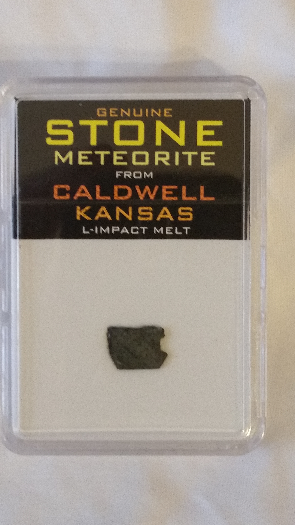 GENUINE
STONE
METEORITE
FROM
CALDWELL
KANSAS
L-IMPACT MELT